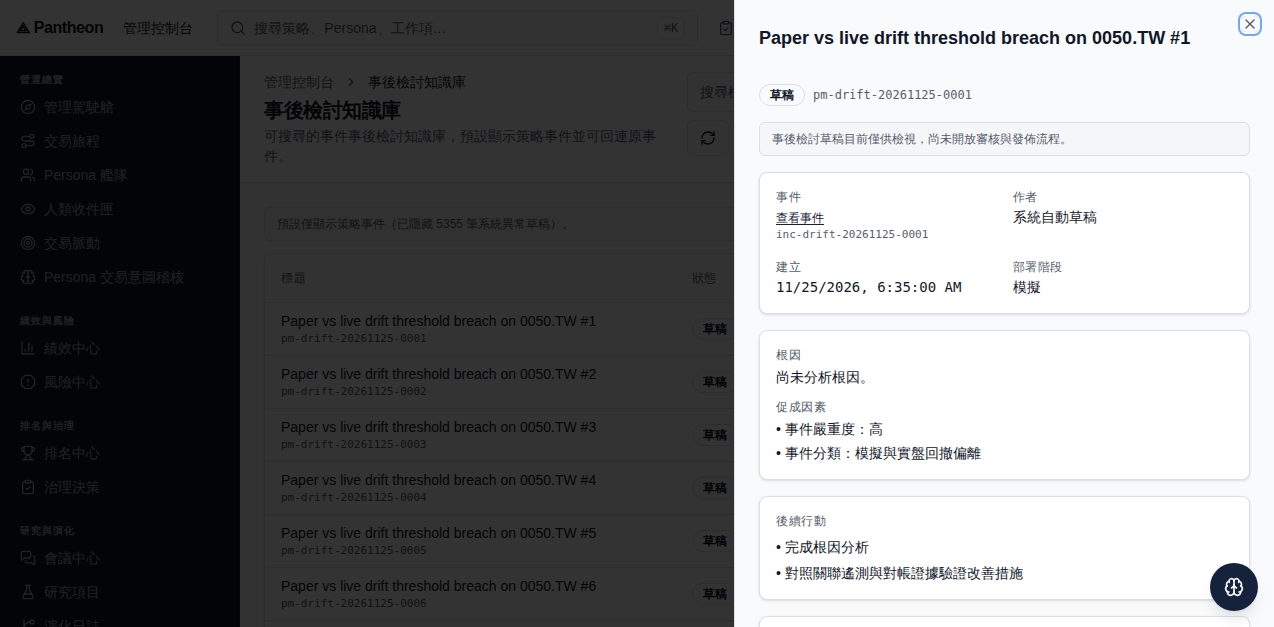 Pantheon
管理控制台
搜尋策略、Persona、工作項…
⌘K
營運總覽
管理駕駛艙
交易旅程
Persona 艦隊
人類收件匣
交易脈動
Persona 交易意圖稽核
績效與風險
績效中心
風險中心
排名與治理
排名中心
治理決策
研究與演化
會議中心
研究項目
演化日誌
管理控制台 > 事後檢討知識庫
事後檢討知識庫
可搜尋的事件事後檢討知識庫，預設顯示策略事件並可回連原事
件。
預設僅顯示策略事件（已隱藏 5355 筆系統異常草稿）。
標題 狀態
Paper vs live drift threshold breach on 0050.TW #1 草稿
pm-drift-20261125-0001
Paper vs live drift threshold breach on 0050.TW #2 草稿
pm-drift-20261125-0002
Paper vs live drift threshold breach on 0050.TW #3 草稿
pm-drift-20261125-0003
Paper vs live drift threshold breach on 0050.TW #4 草稿
pm-drift-20261125-0004
Paper vs live drift threshold breach on 0050.TW #5 草稿
pm-drift-20261125-0005
Paper vs live drift threshold breach on 0050.TW #6 草稿
pm-drift-20261125-0006
Paper vs live drift threshold breach on 0050.TW #1
草稿 pm-drift-20261125-0001
事後檢討草稿目前僅供檢視，尚未開放審核與發佈流程。
事件 作者
查看事件 系統自動草稿
inc-drift-20261125-0001
建立 部署階段
11/25/2026, 6:35:00 AM 模擬
根因
尚未分析根因。
促成因素
• 事件嚴重度：高
• 事件分類：模擬與實盤回撤偏離
後續行動
• 完成根因分析
• 對照關聯遙測與對帳證據驗證改善措施